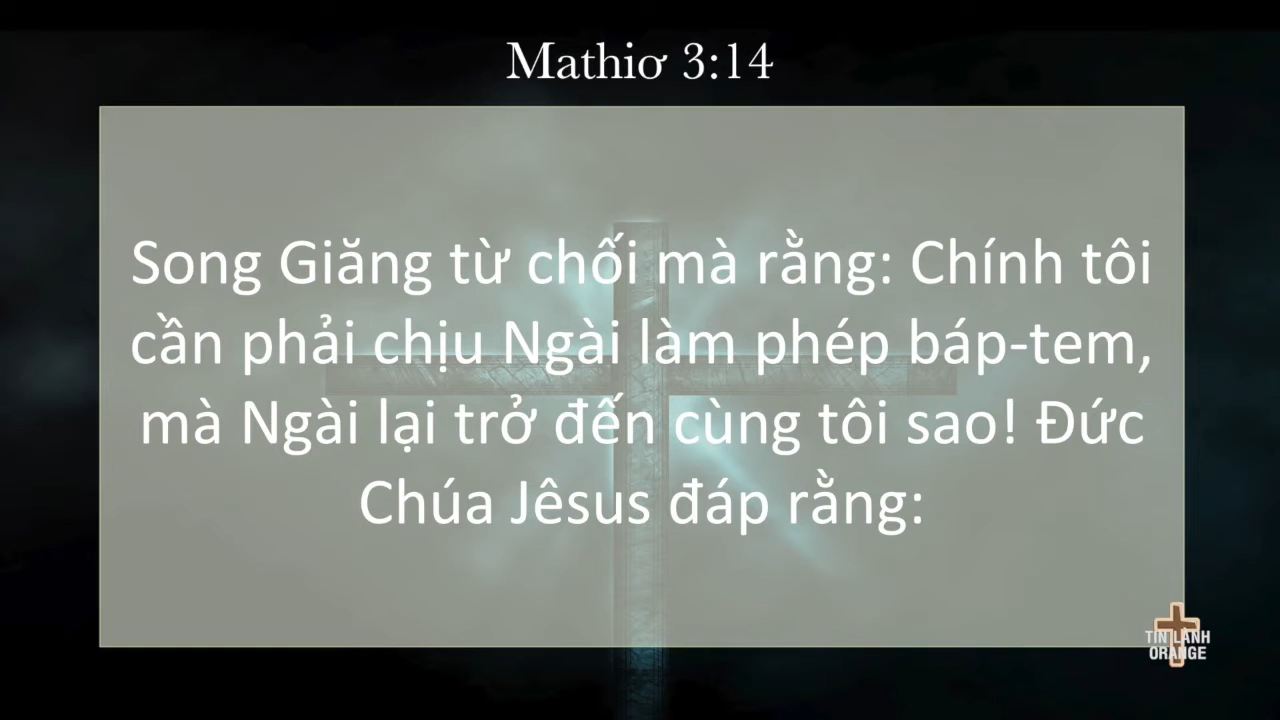 Mathiơ 3:14
Song Giăng từ chối mà rằng: Chính tôi
cần phải chịu Ngài làm phép báp-tem,
mà Ngài lại trở đến cùng tôi sao! Đức
Chúa Jêsus đáp rằng:
TIN LÀNH
ORANGE